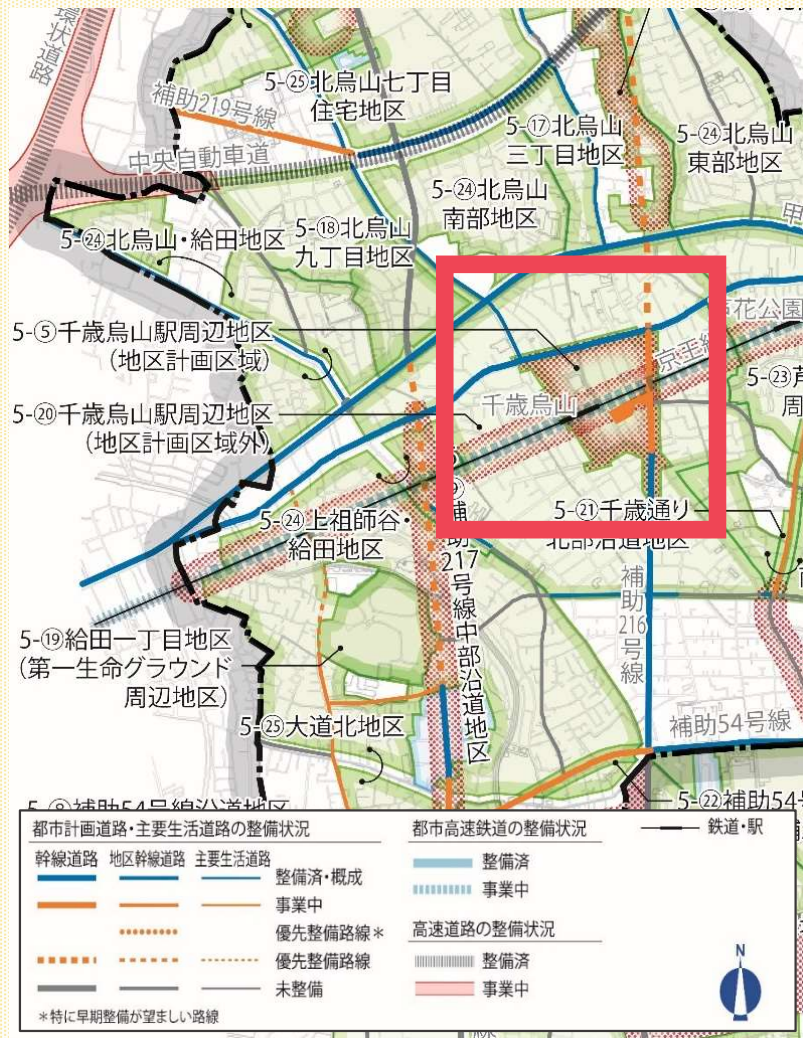 環状道路
5-㉕北烏山七丁目
住宅地区
補助219号線
中央自動車道
5-⑰北烏山
三丁目地区
5-㉔北烏山
東部地区
5-㉔北烏山
南部地区
甲
5-㉔北烏山・給田地区
5-⑱北烏山
九丁目地区
芦花公園
5-⑤千歳烏山駅周辺地区
(地区計画区域)
京王線
5-㉓芦
周
千歳烏山
5-⑳千歳烏山駅周辺地区
(地区計画区域外)
5-㉑千歳通り
北部沿道地区
5-㉔上祖師谷・
給田地区
補助217号線中部沿道地区
補助216号線
5-⑲給田一丁目地区
(第一生命グラウンド
周辺地区)
5-㉕大道北地区
補助54号線
5-㉒補助54号
5-⑧補助54号線沿道地区
都市計画道路・主要生活道路の整備状況
幹線道路 地区幹線道路 主要生活道路
整備済・概成
事業中
優先整備路線*
優先整備路線
未整備
*特に早期整備が望ましい路線
都市高速鉄道の整備状況
整備済
事業中
高速道路の整備状況
整備済
事業中
鉄道・駅
N